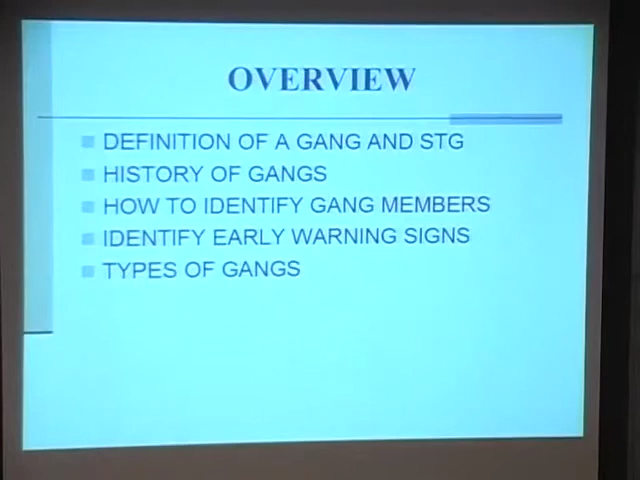 OVERVIEW
DEFINITION OF A GANG AND STG
HISTORY OF GANGS
HOW TO IDENTIFY GANG MEMBERS
IDENTIFY EARLY WARNING SIGNS
TYPES OF GANGS